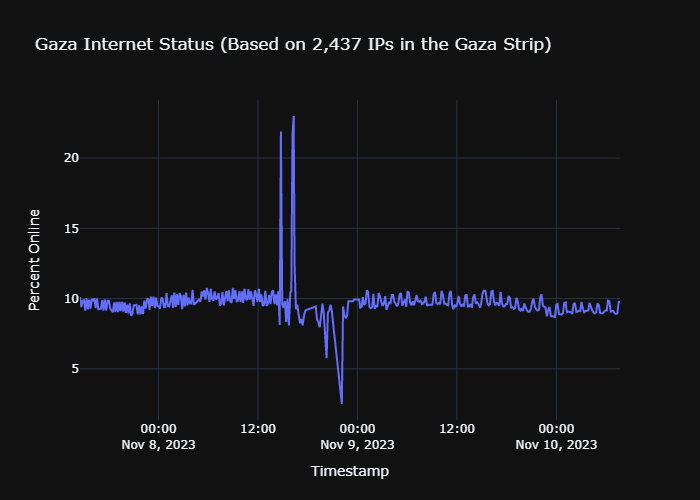 Gaza Internet Status (Based on 2,437 IPs in the Gaza Strip)
20
15
10
5
Percent Online
00:00 12:00 00:00 12:00 00:00
Nov 8, 2023 Nov 9, 2023 Nov 10, 2023
Timestamp